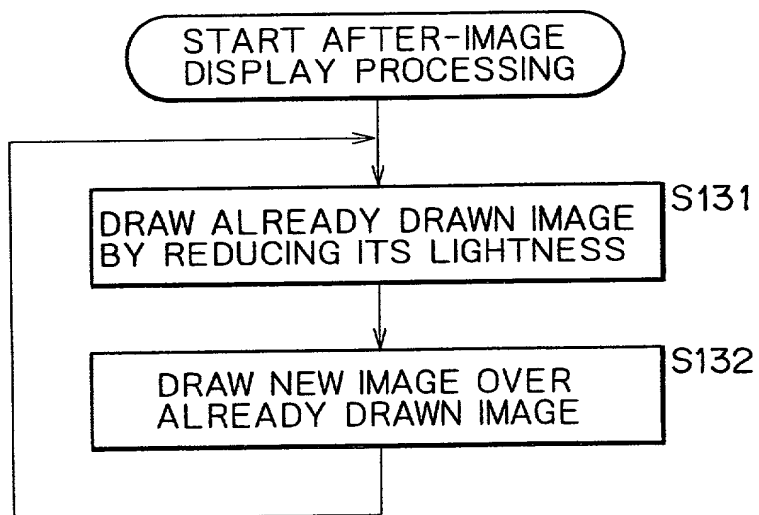 START AFTER-IMAGE
DISPLAY PROCESSING
S131
DRAW ALREADY DRAWN IMAGE
BY REDUCING ITS LIGHTNESS
S132
DRAW NEW IMAGE OVER
ALREADY DRAWN IMAGE